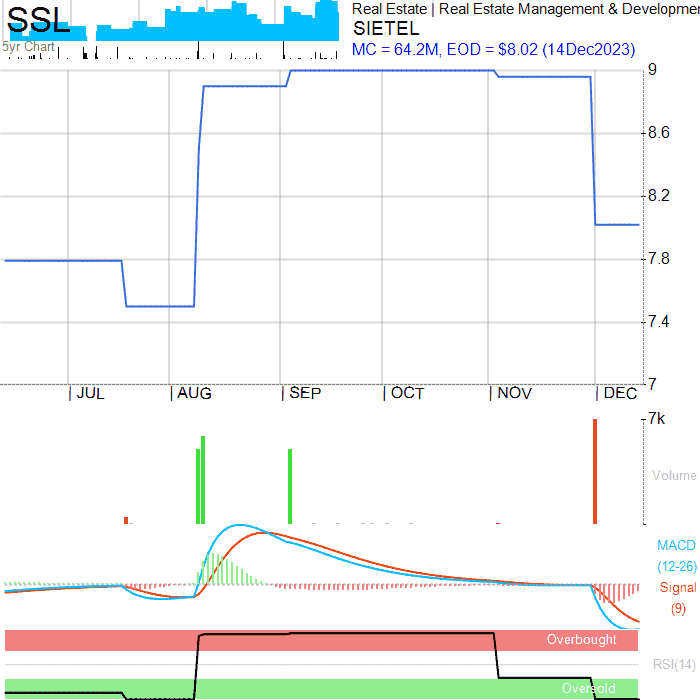 SSL
5yr Chart
Real Estate | Real Estate Management & Developmen
SIETEL
MC = 64.2M, EOD = $8.02 (14Dec2023)
9
8.6
8.2
7.8
7.4
7
JUL AUG SEP OCT NOV DEC
7k
Volume
MACD
(12-26)
Signal
(9)
Overbought
RSI(14)
Oversold